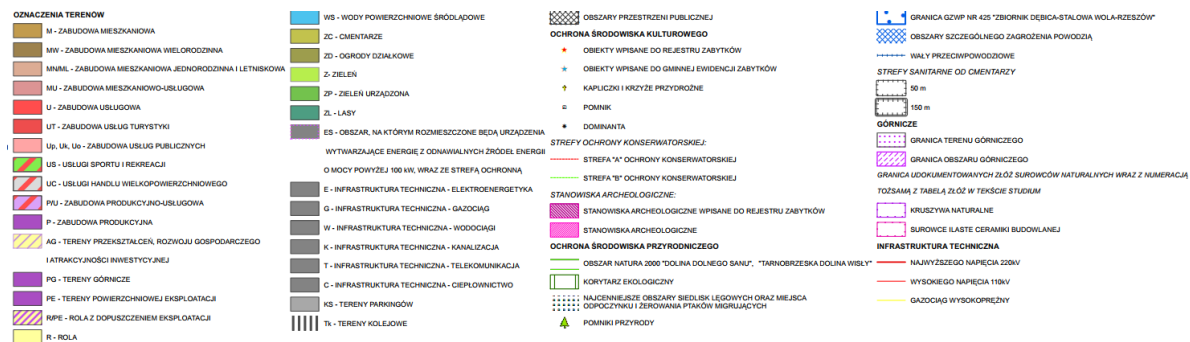 OZNACZENIA TERENÓW
M - ZABUDOWA MIESZKANIOWA
MW - ZABUDOWA MIESZKANIOWA WIELORODZINNA
MN/ML - ZABUDOWA MIESZKANIOWA JEDNORODZINNA I LETNISKOWA
MU - ZABUDOWA MIESZKANIOWO-USŁUGOWA
U - ZABUDOWA USŁUGOWA
UT - ZABUDOWA USŁUG TURYSTYKI
Up, Uk, Uo - ZABUDOWA USŁUG PUBLICZNYCH
US - USŁUGI SPORTU I REKREACJI
UC - USŁUGI HANDLU WIELKOPOWIERZCHNIOWEGO
P/U - ZABUDOWA PRODUKCYJNO-USŁUGOWA
P - ZABUDOWA PRODUKCYJNA
AG - TERENY PRZEKSZTAŁCEŃ, ROZWOJU GOSPODARCZEGO
I ATRAKCYJNOŚCI INWESTYCYJNEJ
PG - TERENY GÓRNICZE
PE - TERENY POWIERZCHNIOWEJ EKSPLOATACJI
R/PE - ROLA Z DOPUSZCZENIEM EKSPLOATACJI
R - ROLA
WS - WODY POWIERZCHNIOWE ŚRÓDLĄDOWE
ZC - CMENTARZE
ZD - OGRODY DZIAŁKOWE
Z- ZIELEŃ
ZP - ZIELEŃ URZĄDZONA
ZL - LASY
ES - OBSZAR, NA KTÓRYM ROZMIESZCZONE BĘDĄ URZĄDZENIA
WYTWARZAJĄCE ENERGIĘ Z ODNAWIALNYCH ŹRÓDEŁ ENERGII
O MOCY POWYŻEJ 100 kW, WRAZ ZE STREFĄ OCHRONNĄ
E - INFRASTRUKTURA TECHNICZNA - ELEKTROENERGETYKA
G - INFRASTRUKTURA TECHNICZNA - GAZOCIĄG
W - INFRASTRUKTURA TECHNICZNA - WODOCIĄGI
K - INFRASTRUKTURA TECHNICZNA - KANALIZACJA
T - INFRASTRUKTURA TECHNICZNA - TELEKOMUNIKACJA
C - INFRASTRUKTURA TECHNICZNA - CIEPŁOWNICTWO
KS - TERENY PARKINGÓW
Tk - TERENY KOLEJOWE
OBSZARY PRZESTRZENI PUBLICZNEJ
OCHRONA ŚRODOWISKA KULTUROWEGO
OBIEKTY WPISANE DO REJESTRU ZABYTKÓW
OBIEKTY WPISANE DO GMINNEJ EWIDENCJI ZABYTKÓW
KAPLICZKI I KRZYŻE PRZYDROŻNE
POMNIK
DOMINANTA
STREFY OCHRONY KONSERWATORSKIEJ:
STREFA "A" OCHRONY KONSERWATORSKIEJ
STREFA "B" OCHRONY KONSERWATORSKIEJ
STANOWISKA ARCHEOLOGICZNE:
STANOWISKA ARCHEOLOGICZNE WPISANE DO REJESTRU ZABYTKÓW
STANOWISKA ARCHEOLOGICZNE
OCHRONA ŚRODOWISKA PRZYRODNICZEGO
OBSZAR NATURA 2000 "DOLINA DOLNEGO SANU", "TARNOBRZESKA DOLINA WISŁY"
KORYTARZ EKOLOGICZNY
NAJCENNIEJSZE OBSZARY SIEDLISK LĘGOWYCH ORAZ MIEJSCA
ODPOCZYNKU I ŻEROWANIA PTAKÓW MIGRUJĄCYCH
POMNIKI PRZYRODY
GRANICA GZWP NR 425 "ZBIORNIK DĘBICA-STALOWA WOLA-RZESZÓW"
OBSZARY SZCZEGÓLNEGO ZAGROŻENIA POWODZIĄ
WAŁY PRZECIWPOWODZIOWE
STREFY SANITARNE OD CMENTARZY
50 m
150 m
GÓRNICZE
GRANICA TERENU GÓRNICZEGO
GRANICA OBSZARU GÓRNICZEGO
GRANICA UDOKUMENTOWANYCH ZŁÓŻ SUROWCÓW NATURALNYCH WRAZ Z NUMERACJĄ
TOŻSAMĄ Z TABELĄ ZŁÓŻ W TEKŚCIE STUDIUM
KRUSZYWA NATURALNE
SUROWCE ILASTE CERAMIKI BUDOWLANEJ
INFRASTRUKTURA TECHNICZNA
NAJWYŻSZEGO NAPIĘCIA 220kV
WYSOKIEGO NAPIĘCIA 110kV
GAZOCIĄG WYSOKOPRĘŻNY